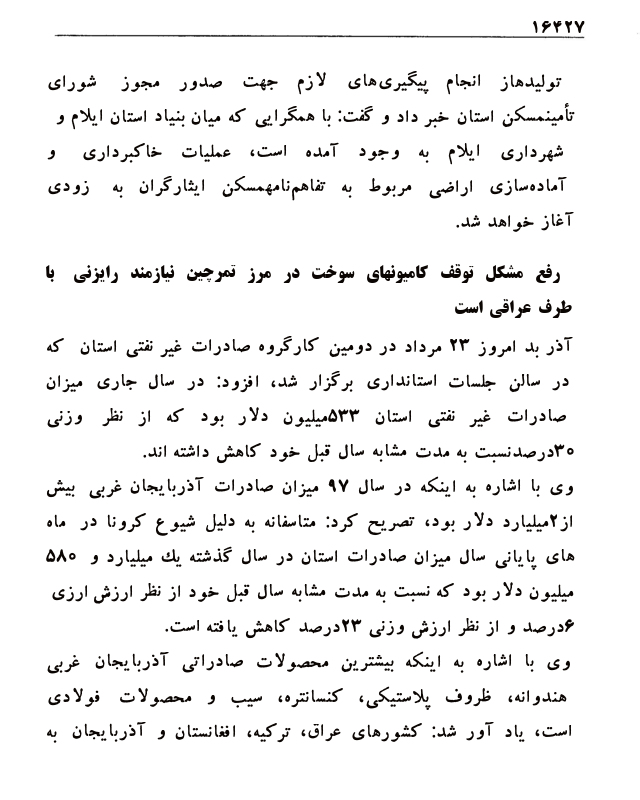 ۱۶۴۲۷
تولیدهاز انجام پیگیری‌های لازم جهت صدور مجوز شورای
تأمینمسکن استان خبر داد و گفت: با همگرایی که میان بنیاد استان ایلام و
شهرداری ایلام به وجود آمده است، عملیات خاکبرداری و
آماده‌سازی اراضی مربوط به تفاهم‌نامهمسکن ایثارگران به زودی
آغاز خواهد شد.
رفع مشکل توقف کامیونهای سوخت در مرز تمرچین نیازمند رایزنی با
طرف عراقی است
آذر بد امروز ۲۳ مرداد در دومین کارگروه صادرات غیر نفتی استان که
در سالن جلسات استانداری برگزار شد، افزود: در سال جاری میزان
صادرات غیر نفتی استان ۵۳۳میلیون دلار بود که از نظر وزنی
۳۰درصدنسبت به مدت مشابه سال قبل خود کاهش داشته اند.
وی با اشاره به اینکه در سال ۹۷ میزان صادرات آذربایجان غربی بیش
از۲میلیارد دلار بود، تصریح کرد: متاسفانه به دلیل شیوع کرونا در ماه
های پایانی سال میزان صادرات استان در سال گذشته یك میلیارد و ۵۸۰
میلیون دلار بود که نسبت به مدت مشابه سال قبل خود از نظر ارزش ارزی
۶درصد و از نظر ارزش وزنی ۲۳درصد کاهش یافته است.
وی با اشاره به اینکه بیشترین محصولات صادراتی آذربایجان غربی
هندوانه، ظروف پلاستیکی، کنسانتره، سیب و محصولات فولادی
است، یاد آور شد: کشورهای عراق، ترکیه، افغانستان و آذربایجان به